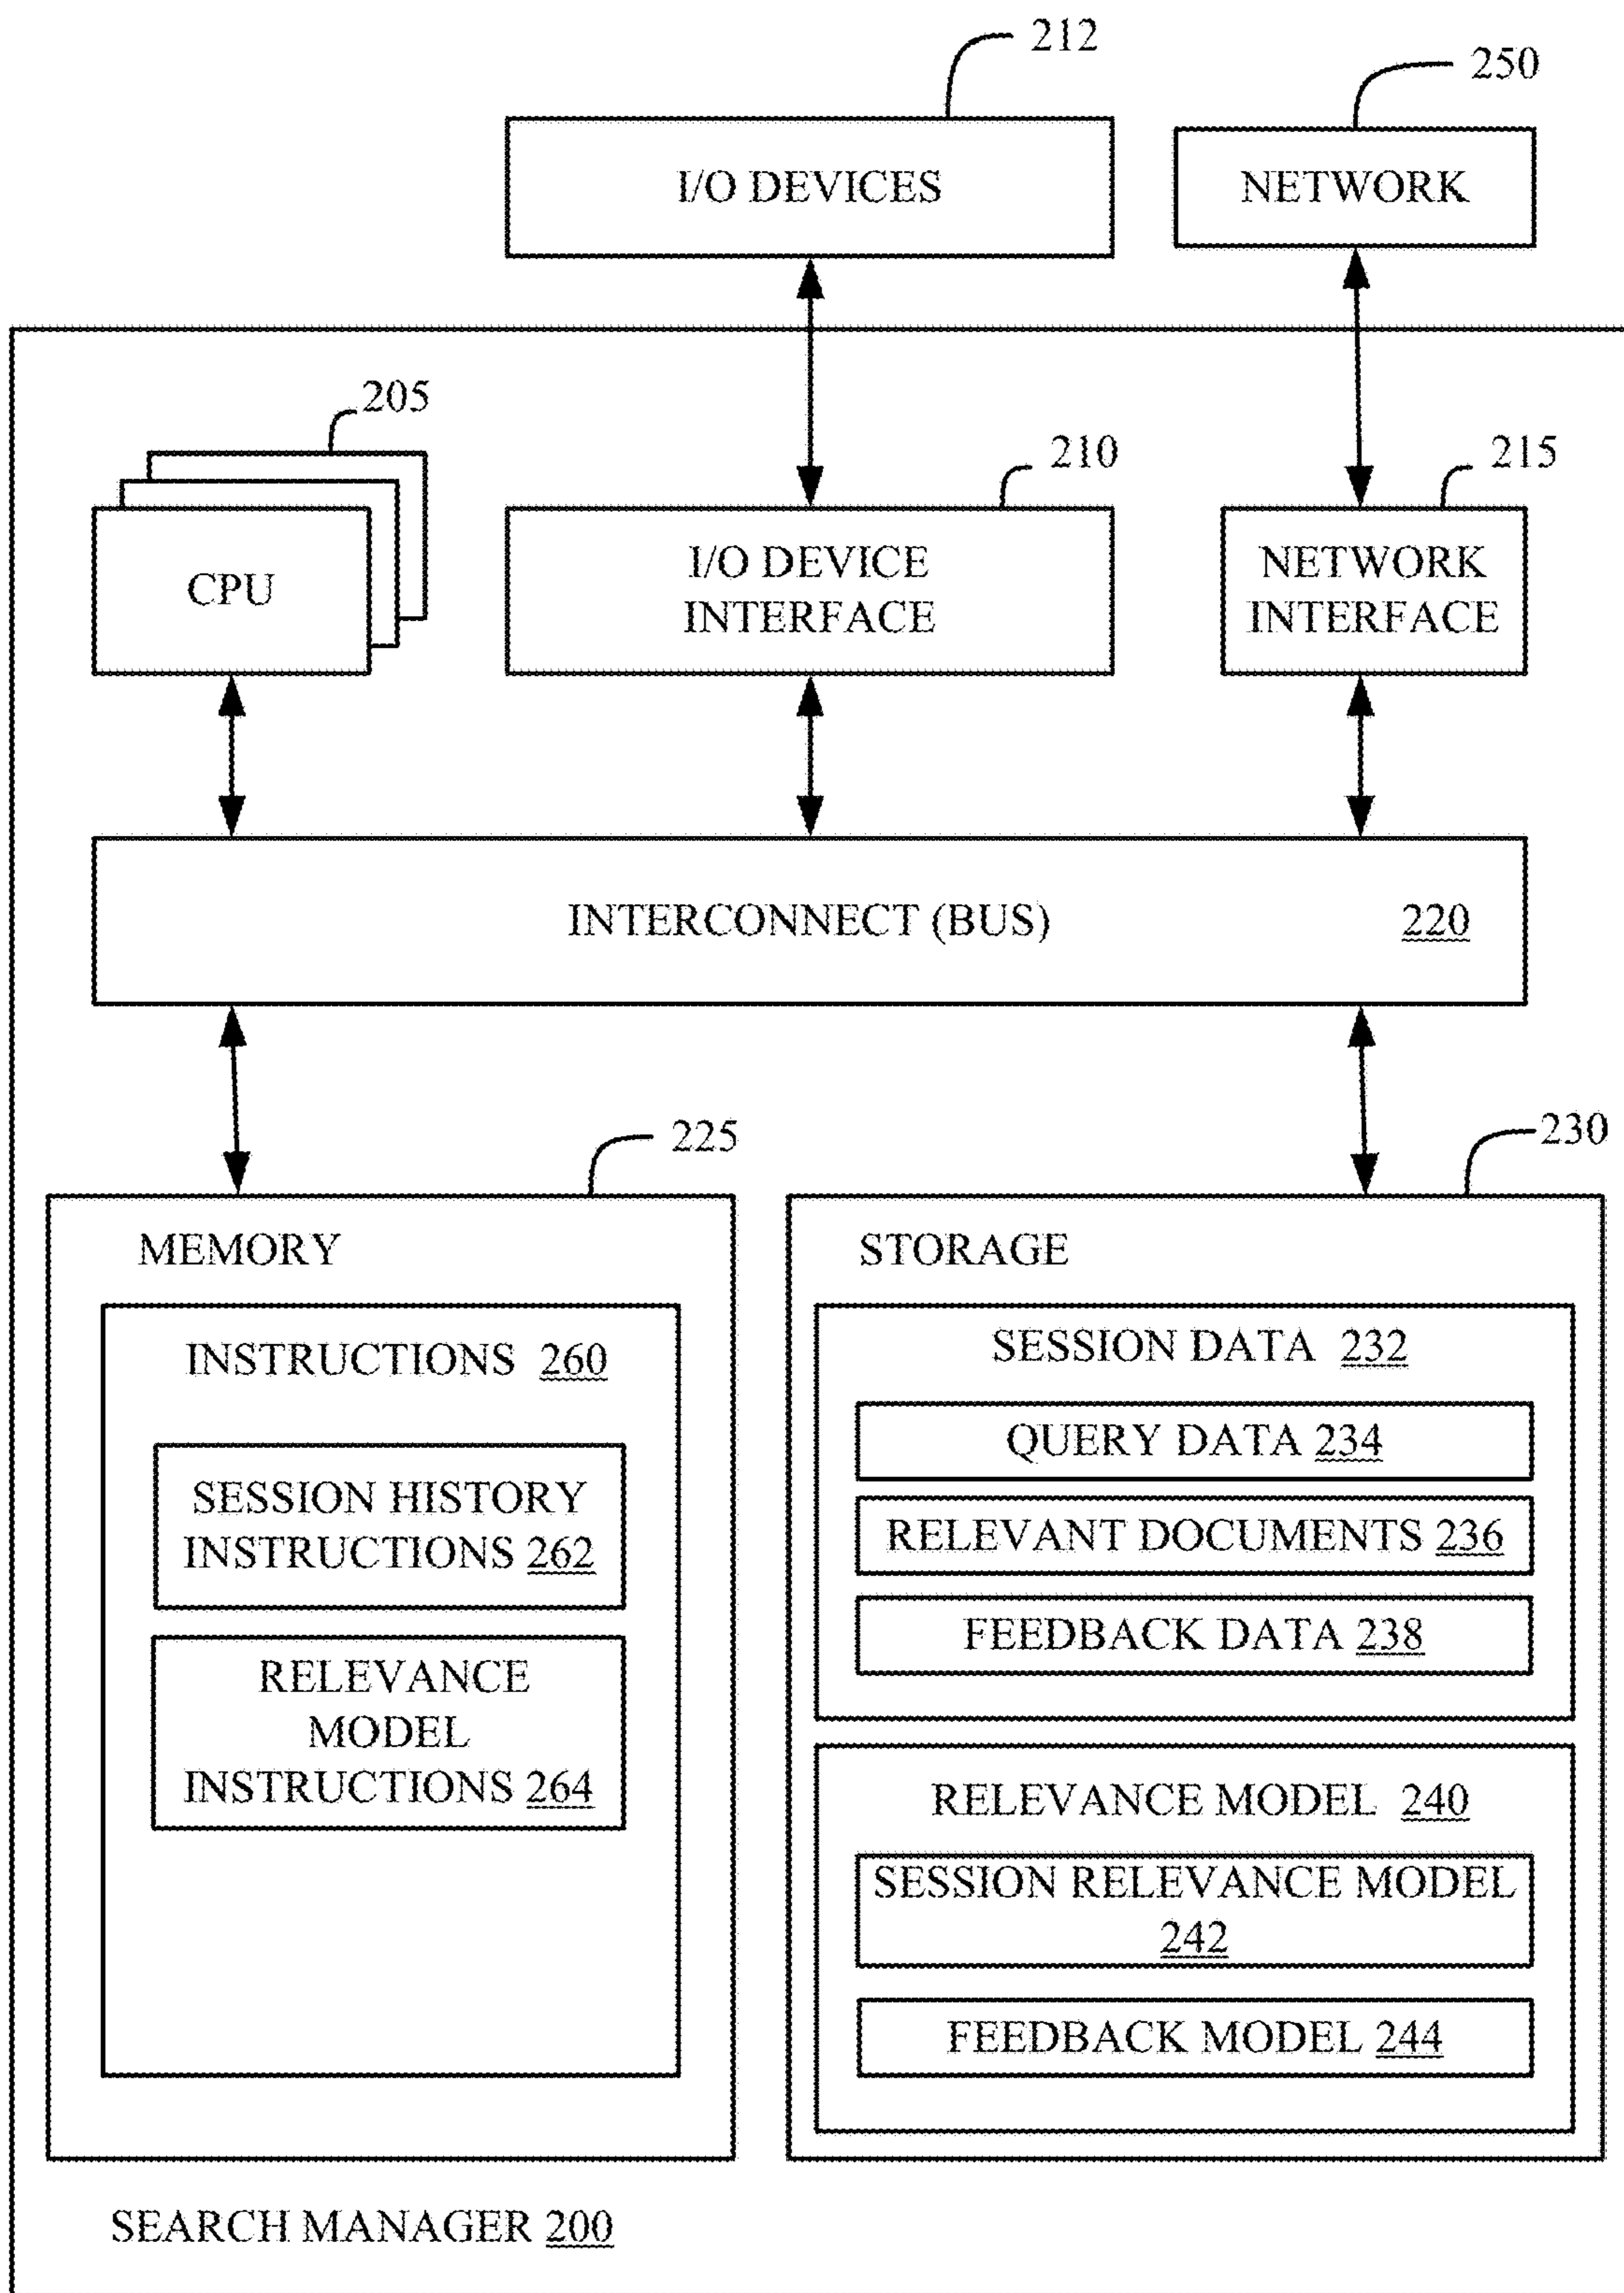 212
250
I/O DEVICES
NETWORK
205
210
215
CPU
I/O DEVICE
INTERFACE
NETWORK
INTERFACE
INTERCONNECT (BUS) 220
225
230
MEMORY
INSTRUCTIONS 260
SESSION HISTORY
INSTRUCTIONS 262
RELEVANCE
MODEL
INSTRUCTIONS 264
STORAGE
SESSION DATA 232
QUERY DATA 234
RELEVANT DOCUMENTS 236
FEEDBACK DATA 238
RELEVANCE MODEL 240
SESSION RELEVANCE MODEL
242
FEEDBACK MODEL 244
SEARCH MANAGER 200